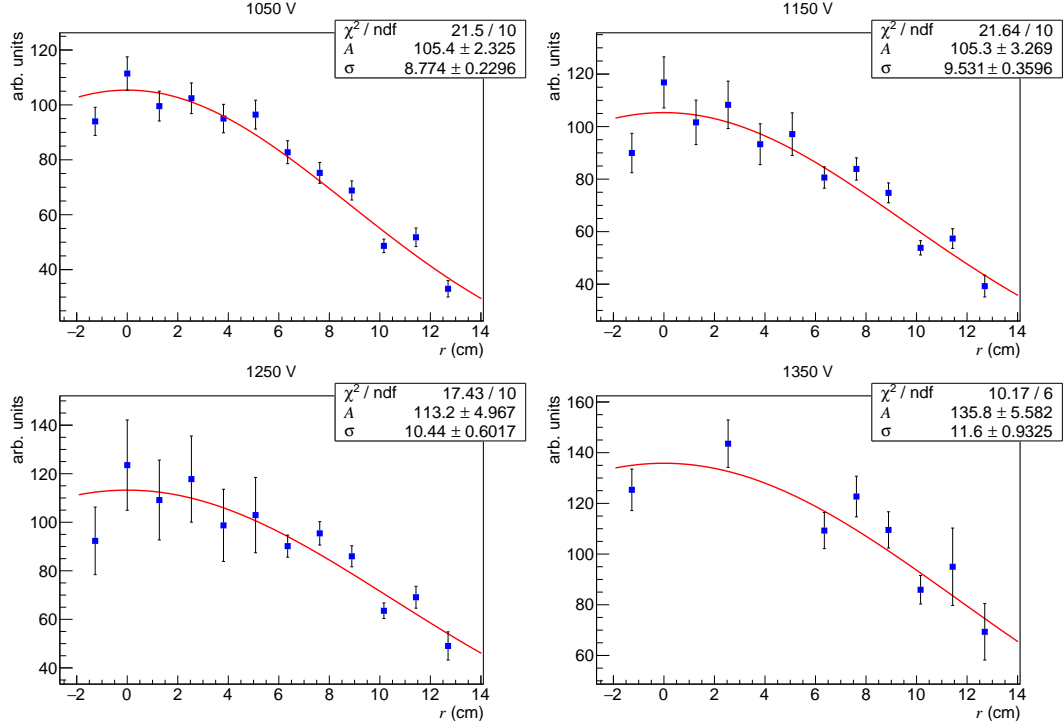 1050 V
arb. units
χ² / ndf 21.5 / 10
A 105.4 ± 2.325
σ 8.774 ± 0.2296
120
100
80
60
40
−2 0 2 4 6 8 10 12 14
r (cm)
1150 V
arb. units
χ² / ndf 21.64 / 10
A 105.3 ± 3.269
σ 9.531 ± 0.3596
120
100
80
60
40
−2 0 2 4 6 8 10 12 14
r (cm)
1250 V
arb. units
χ² / ndf 17.43 / 10
A 113.2 ± 4.967
σ 10.44 ± 0.6017
140
120
100
80
60
40
−2 0 2 4 6 8 10 12 14
r (cm)
1350 V
arb. units
χ² / ndf 10.17 / 6
A 135.8 ± 5.582
σ 11.6 ± 0.9325
160
140
120
100
80
60
−2 0 2 4 6 8 10 12 14
r (cm)